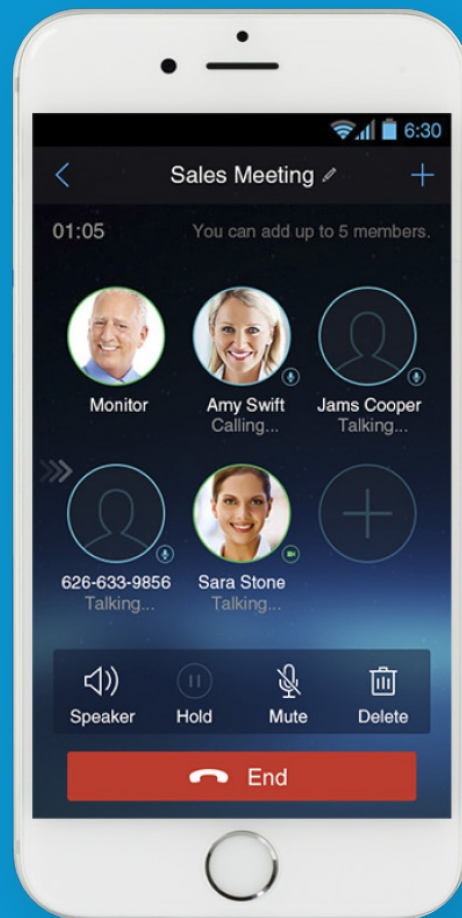 6:30
Sales Meeting
01:05 You can add up to 5 members.
Monitor Amy Swift Jams Cooper
Calling... Talking...
626-633-9856 Sara Stone
Talking... Talking...
Speaker Hold Mute Delete
End